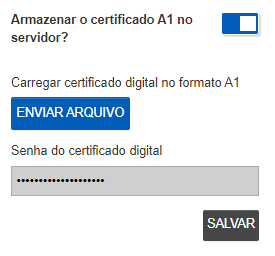 Armazenar o certificado A1 no
servidor?
Carregar certificado digital no formato A1
ENVIAR ARQUIVO
Senha do certificado digital
••••••••••••••••••••
SALVAR